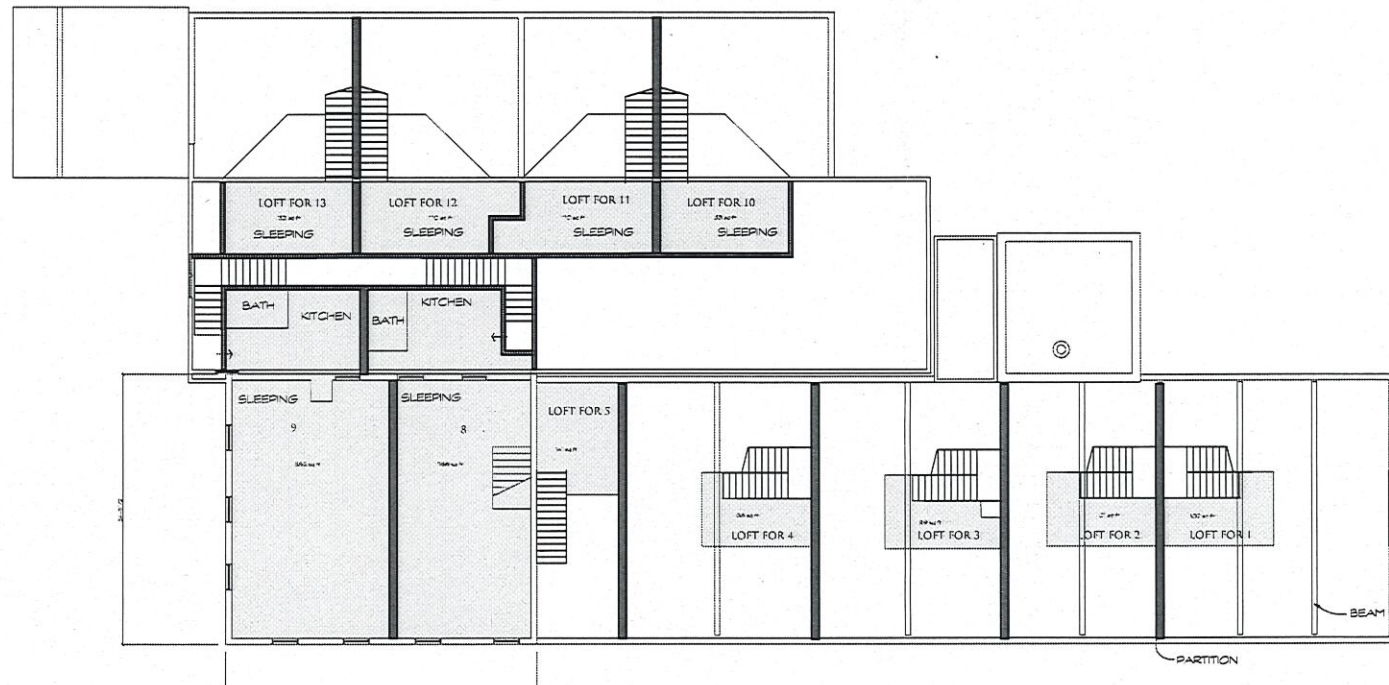 LOFT FOR 13
SLEEPING
LOFT FOR 12
SLEEPING
LOFT FOR 11
SLEEPING
LOFT FOR 10
SLEEPING
BATH
KITCHEN
BATH
KITCHEN
SLEEPING
9
SLEEPING
8
LOFT FOR 5
LOFT FOR 4
LOFT FOR 3
LOFT FOR 2
LOFT FOR 1
BEAM
PARTITION